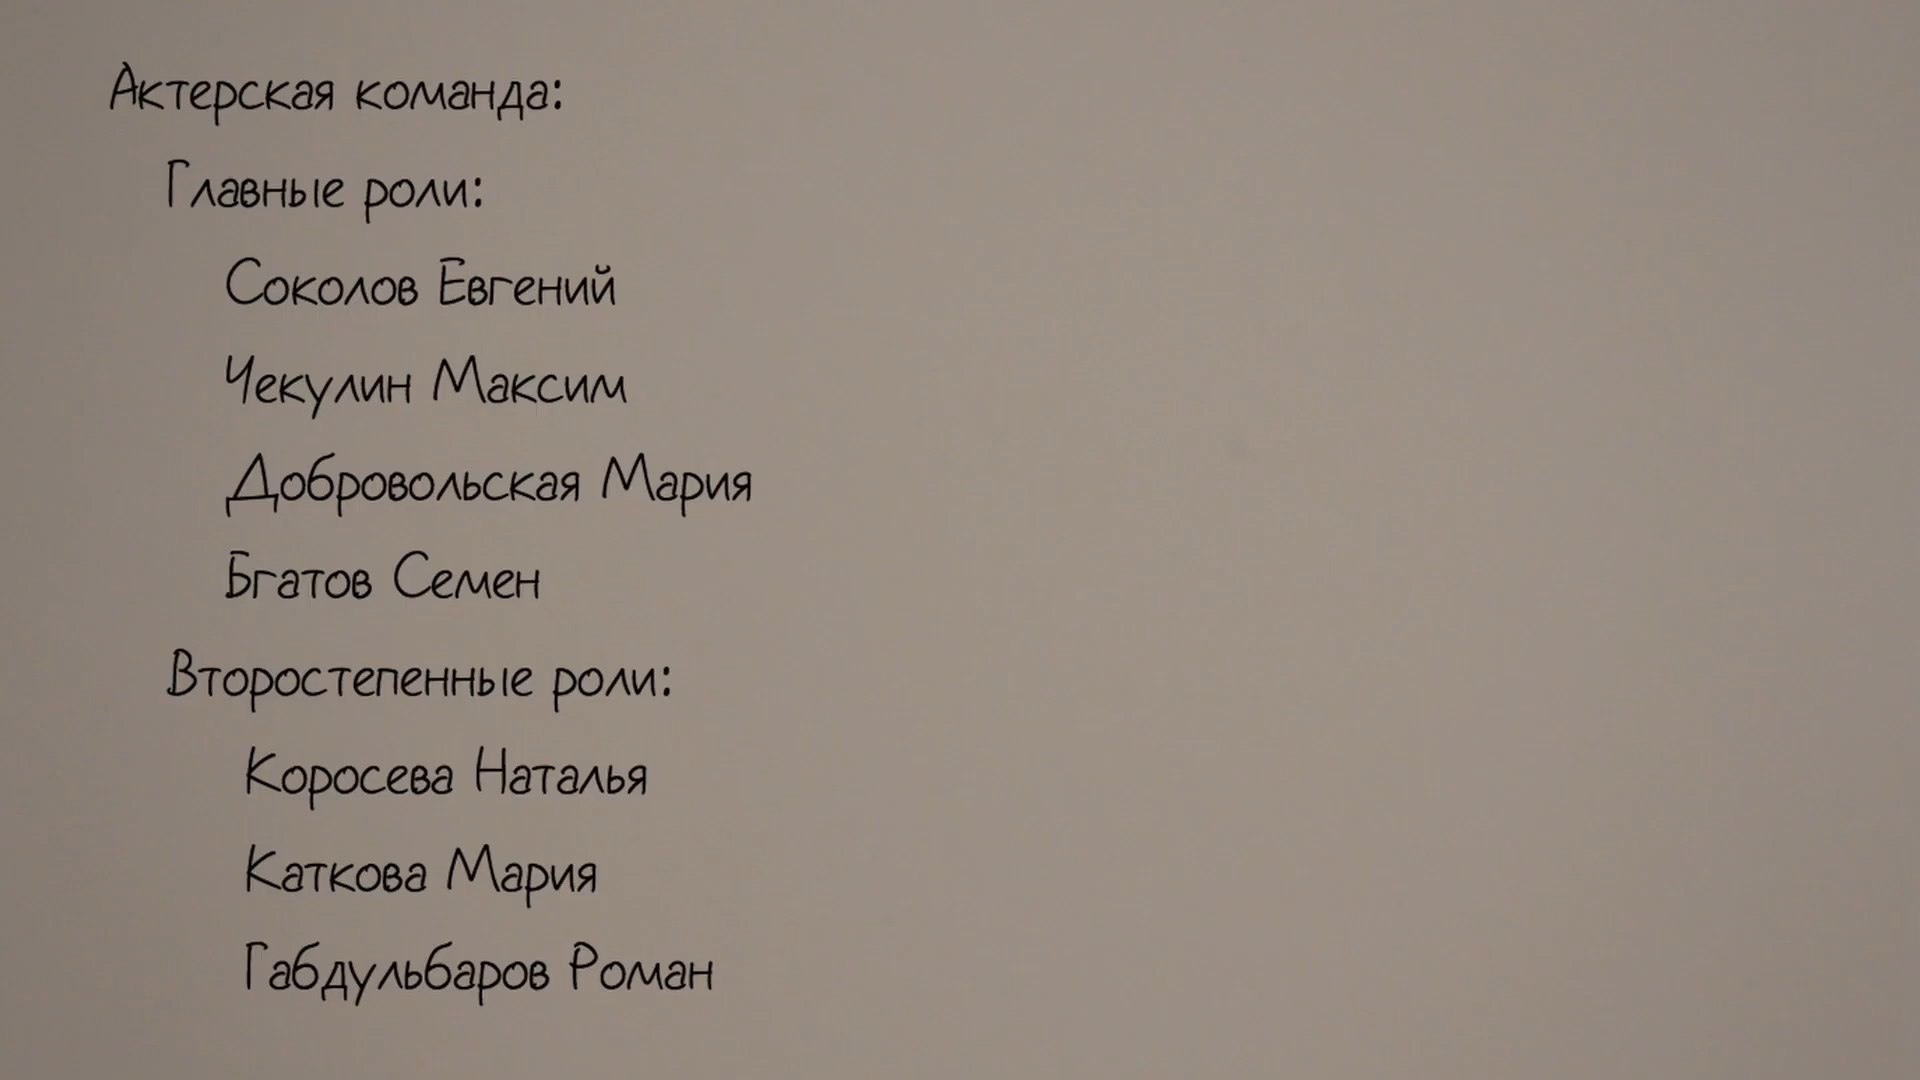 Актерская команда:
Главные роли:
Соколов Евгений
Чекулин Максим
Добровольская Мария
Бгатов Семен
Второстепенные роли:
Коросева Наталья
Каткова Мария
Габдульбаров Роман